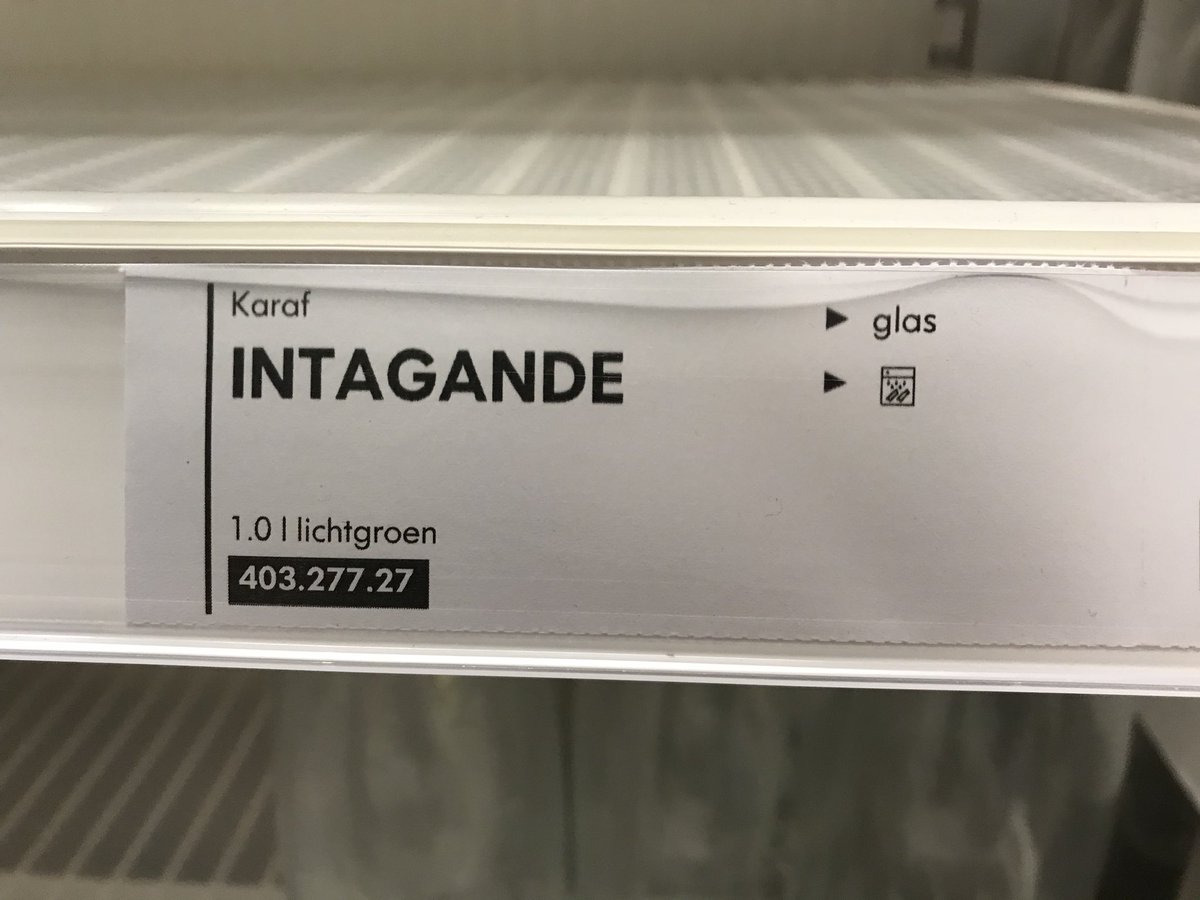 Karaf
INTAGANDE
1.0 l lichtgroen
403.277.27
glas